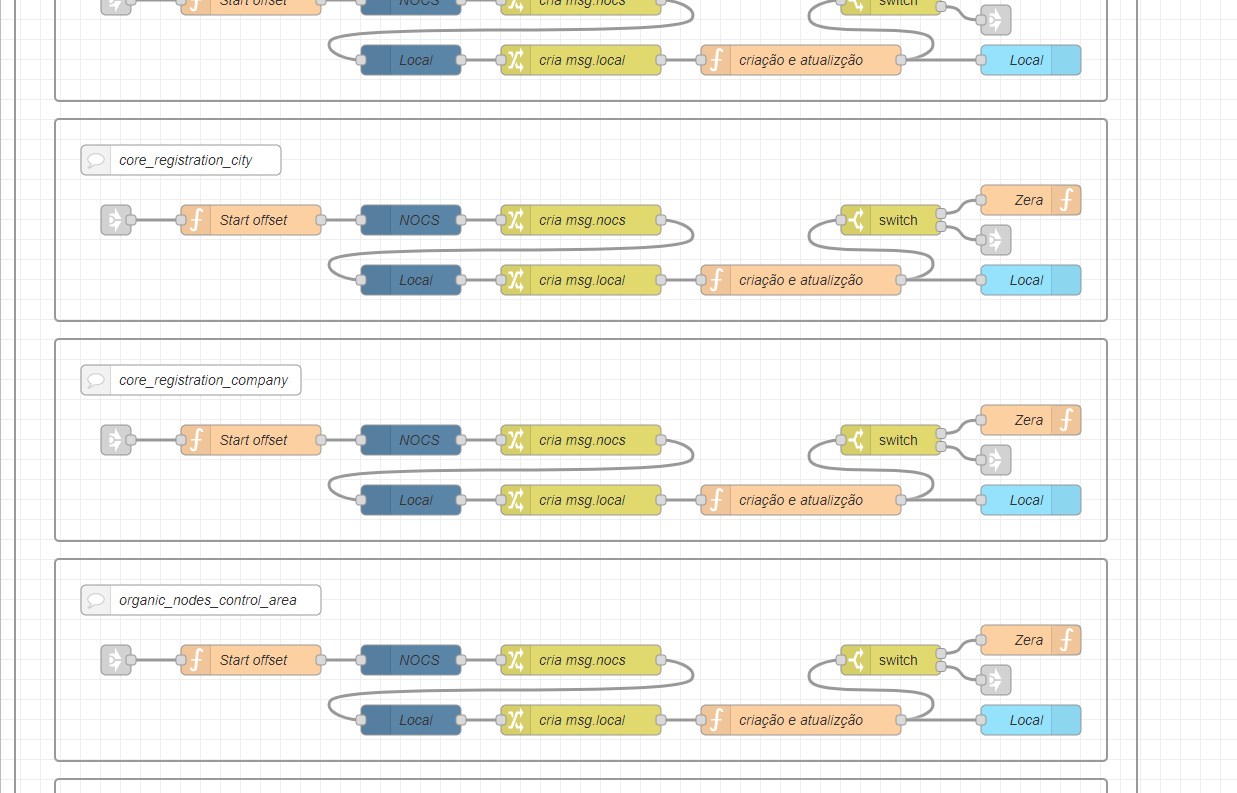 Start offset
NOCS
cria msg.nocs
switch
Local
cria msg.local
criação e atualizção
Local
core_registration_city
Start offset
NOCS
cria msg.nocs
switch
Zera
Local
cria msg.local
criação e atualizção
Local
core_registration_company
Start offset
NOCS
cria msg.nocs
switch
Zera
Local
cria msg.local
criação e atualizção
Local
organic_nodes_control_area
Start offset
NOCS
cria msg.nocs
switch
Zera
Local
cria msg.local
criação e atualizção
Local